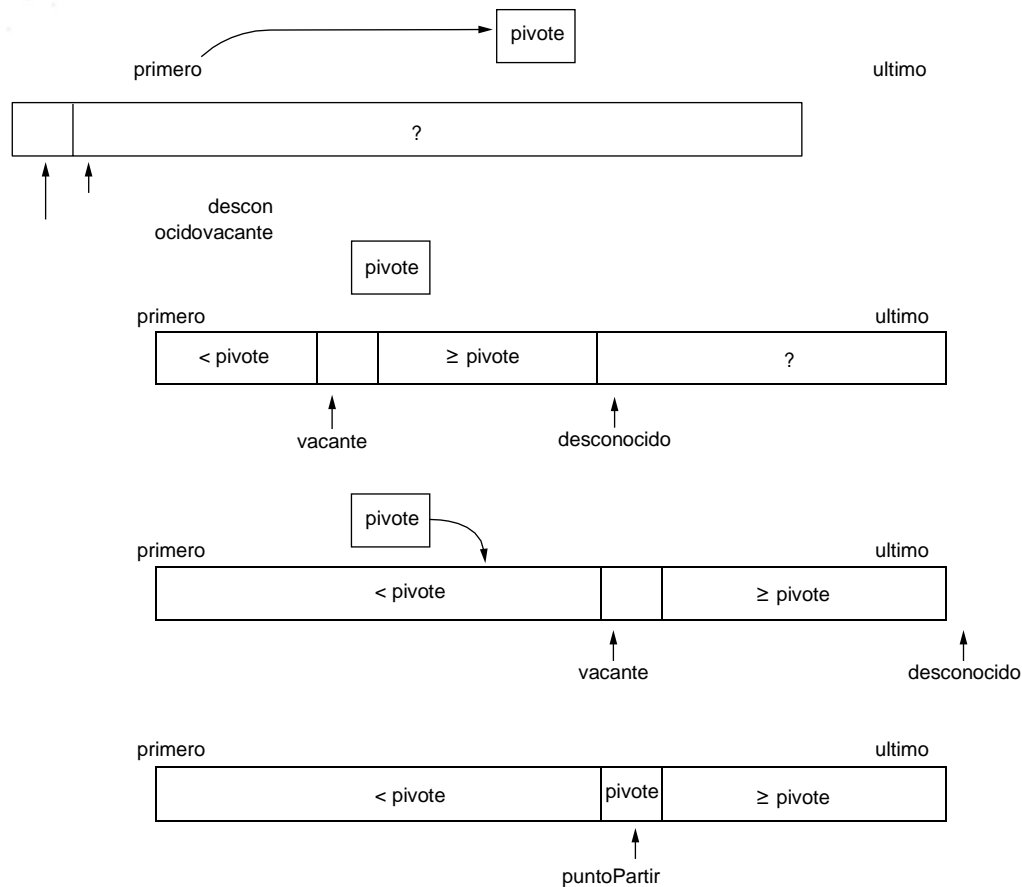 pivote
primero
ultimo
?
descon
ocidovacante
pivote
primero
ultimo
< pivote
≥ pivote
?
vacante
desconocido
pivote
primero
ultimo
< pivote
≥ pivote
vacante
desconocido
primero
ultimo
< pivote
pivote
≥ pivote
puntoPartir